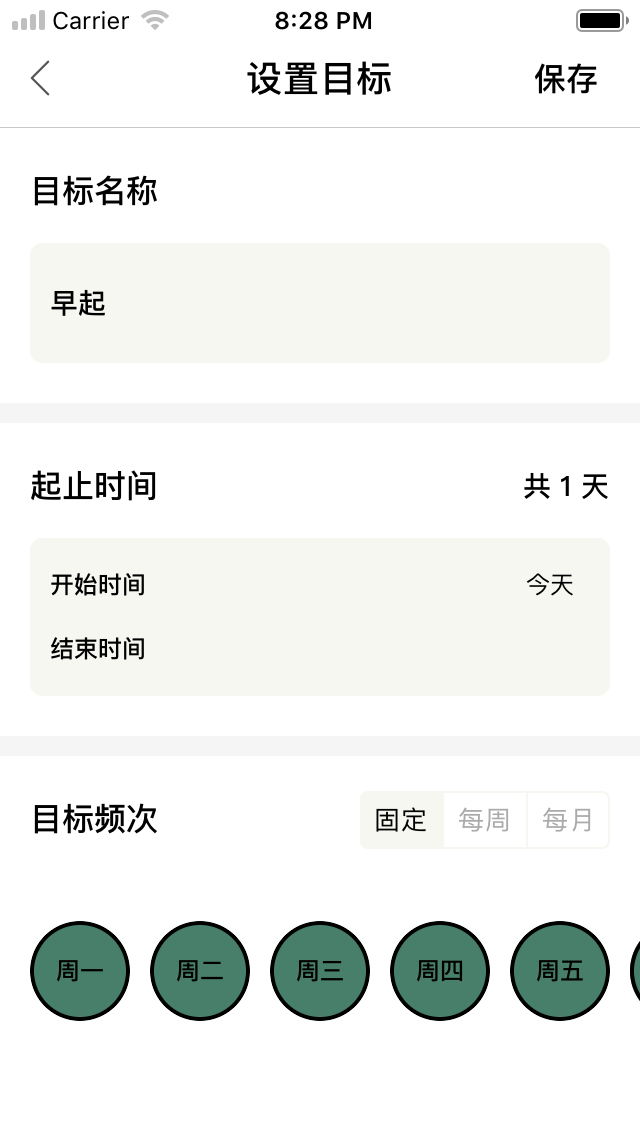 Carrier 8:28 PM
设置目标 保存
目标名称
早起
起止时间 共 1 天
开始时间 今天
结束时间
目标频次 固定 每周 每月
周一 周二 周三 周四 周五